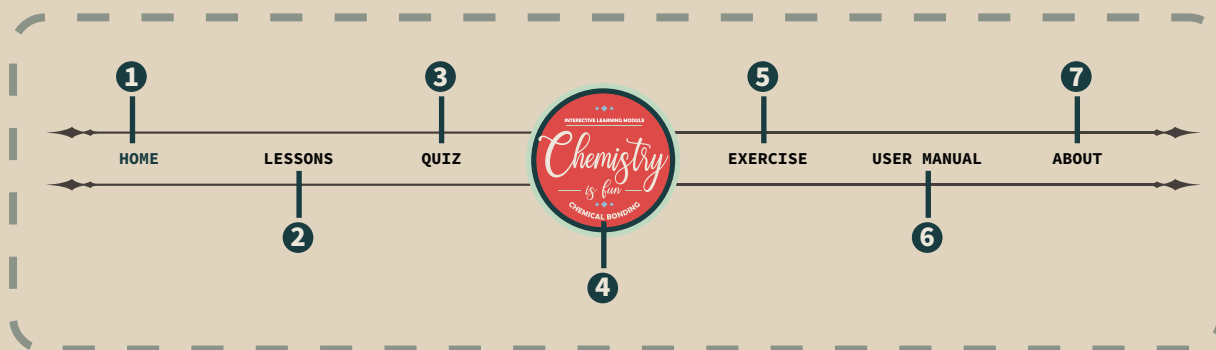 1
3
5
7
HOME
LESSONS
QUIZ
INTERECTIVE LEARNING MODULE
Chemistry
is fun
CHEMICAL BONDING
EXERCISE
USER MANUAL
ABOUT
2
6
4